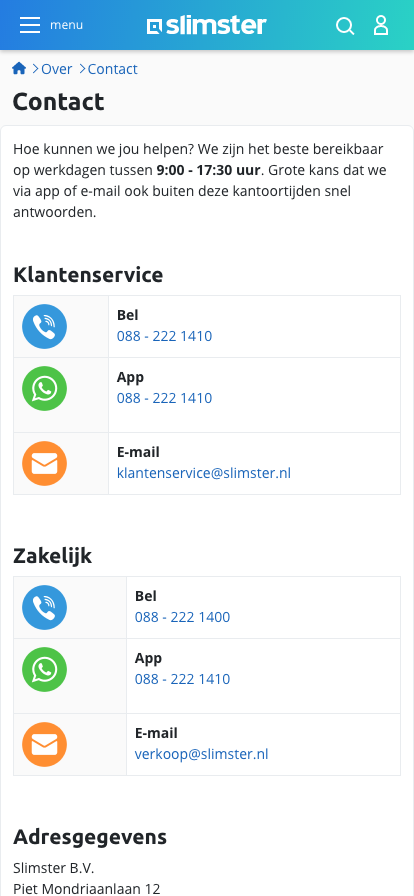 menu
slimster
Over
Contact
Contact
Hoe kunnen we jou helpen? We zijn het beste bereikbaar
op werkdagen tussen 9:00 - 17:30 uur. Grote kans dat we
via app of e-mail ook buiten deze kantoortijden snel
antwoorden.
Klantenservice
Bel
088 - 222 1410
App
088 - 222 1410
E-mail
klantenservice@slimster.nl
Zakelijk
Bel
088 - 222 1400
App
088 - 222 1410
E-mail
verkoop@slimster.nl
Adresgegevens
Slimster B.V.
Piet Mondriaanlaan 12